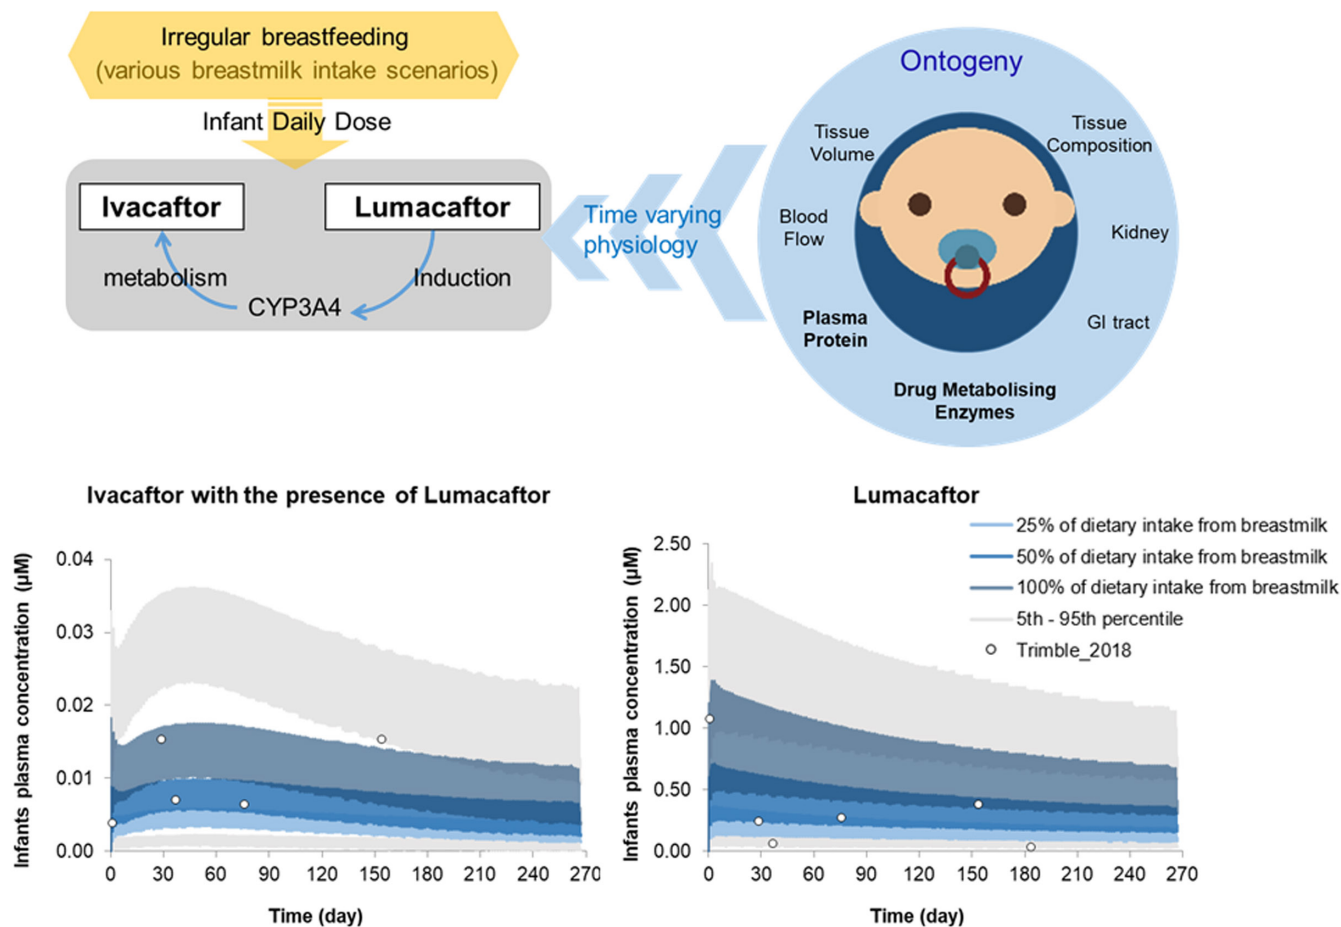 Irregular breastfeeding
(various breastmilk intake scenarios)
Infant Daily Dose
Ivacaftor
Lumacaftor
metabolism
Induction
CYP3A4
Time varying
physiology
Ontogeny
Tissue
Volume
Tissue
Composition
Blood
Flow
Kidney
Plasma
Protein
GI tract
Drug Metabolising
Enzymes
Ivacaftor with the presence of Lumacaftor
Infants plasma concentration (µM)
0.04
0.03
0.02
0.01
0.00
0 30 60 90 120 150 180 210 240 270
Time (day)
Lumacaftor
25% of dietary intake from breastmilk
50% of dietary intake from breastmilk
100% of dietary intake from breastmilk
5th - 95th percentile
Trimble_2018
Infants plasma concentration (µM)
2.50
2.00
1.50
1.00
0.50
0.00
0 30 60 90 120 150 180 210 240 270
Time (day)